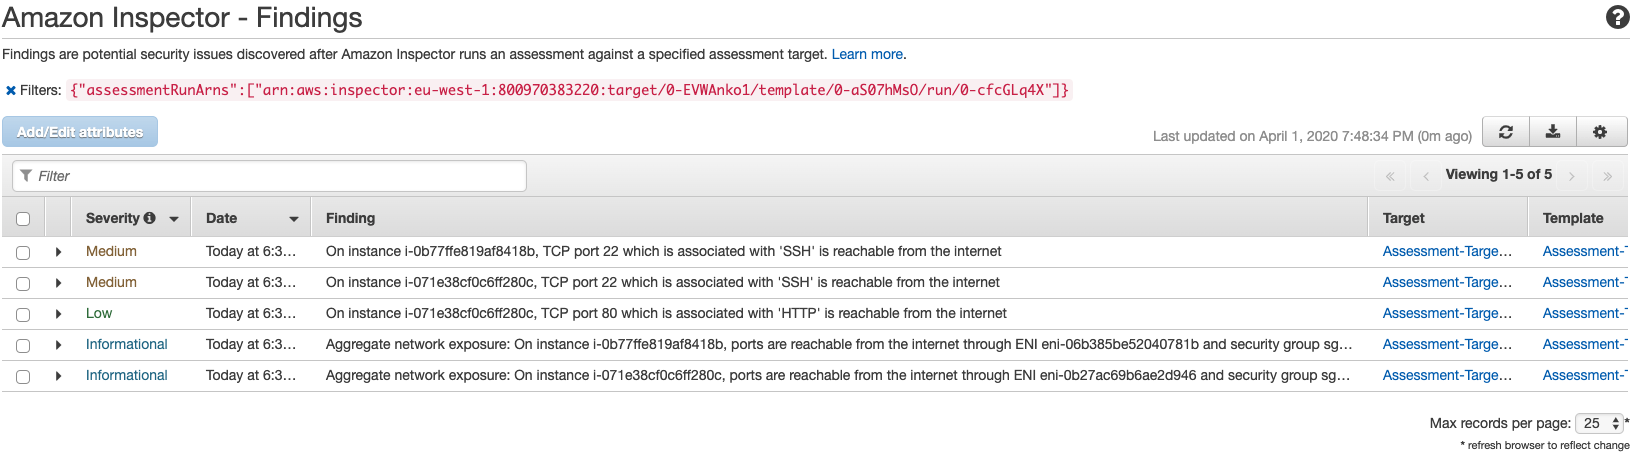 Amazon Inspector - Findings
Findings are potential security issues discovered after Amazon Inspector runs an assessment against a specified assessment target. Learn more.
Filters: {"assessmentRunArns":["arn:aws:inspector:eu-west-1:800970383220:target/0-EVWAnko1/template/0-aS07hMsO/run/0-cfcGLq4X"]}
Add/Edit attributes
Last updated on April 1, 2020 7:48:34 PM (0m ago)
Filter
Viewing 1-5 of 5
Severity Date Finding Target Template
Medium Today at 6:3... On instance i-0b77ffe819af8418b, TCP port 22 which is associated with 'SSH' is reachable from the internet Assessment-Targe... Assessment-T
Medium Today at 6:3... On instance i-071e38cf0c6ff280c, TCP port 22 which is associated with 'SSH' is reachable from the internet Assessment-Targe... Assessment-T
Low Today at 6:3... On instance i-071e38cf0c6ff280c, TCP port 80 which is associated with 'HTTP' is reachable from the internet Assessment-Targe... Assessment-T
Informational Today at 6:3... Aggregate network exposure: On instance i-0b77ffe819af8418b, ports are reachable from the internet through ENI eni-06b385be52040781b and security group sg... Assessment-Targe... Assessment-T
Informational Today at 6:3... Aggregate network exposure: On instance i-071e38cf0c6ff280c, ports are reachable from the internet through ENI eni-0b27ac69b6ae2d946 and security group sg... Assessment-Targe... Assessment-T
Max records per page: 25 *
* refresh browser to reflect change